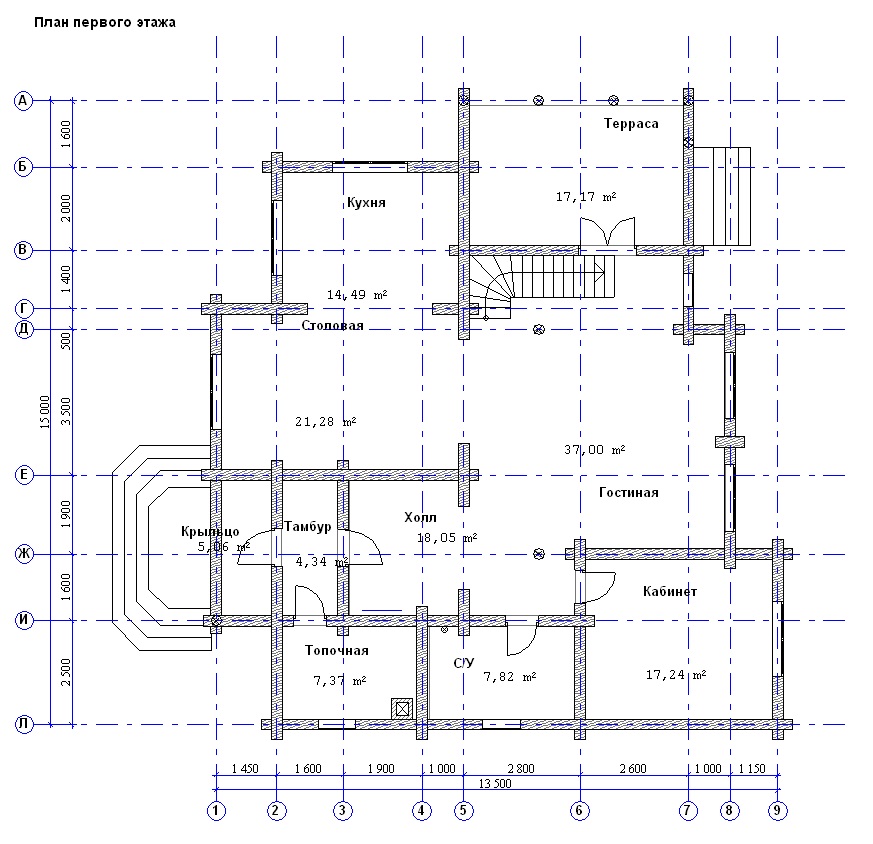 План первого этажа
А
Терраса
1 600
Б
17,17 m²
Кухня
2 000
В
1 400
14,49 m²
Г
Столовая
Д
500
15 000
3 500
21,28 m²
37,00 m²
Е
Гостиная
1 900
Холл
Тамбур
Крыльцо
18,05 m²
5,06 m²
Ж
4,34 m²
Кабинет
1 600
И
Топочная
С/У
2 500
7,37 m²
7,82 m²
17,24 m²
Л
1 450 1 600 1 900 1 000 2 800 2 600 1 000 1 150
13 500
1 2 3 4 5 6 7 8 9